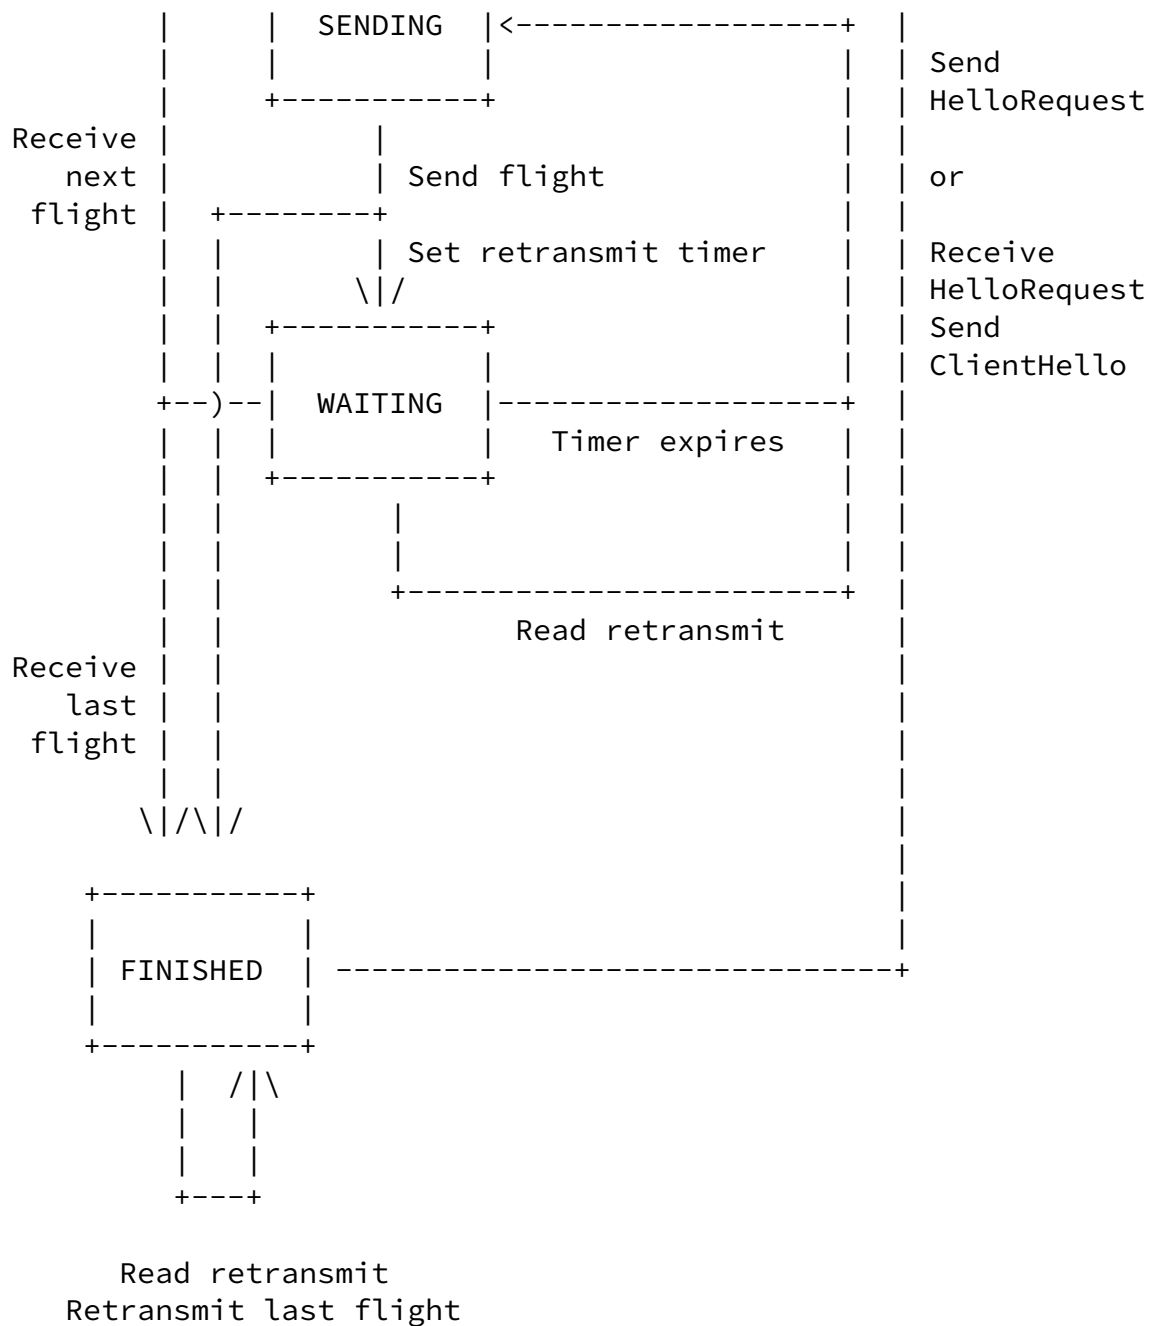 SENDING
Send
HelloRequest
Receive
next Send flight or
flight
Set retransmit timer Receive
HelloRequest
Send
ClientHello
WAITING
Timer expires
Read retransmit
Receive
last
flight
FINISHED
Read retransmit
Retransmit last flight